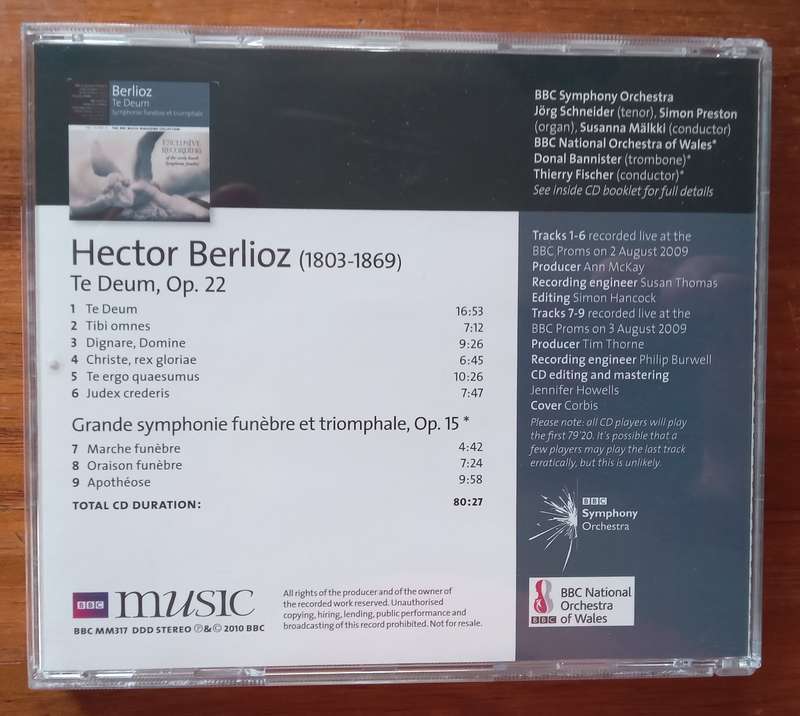 Berlioz
Te Deum
Symphonie funèbre et triomphale
THE BBC MUSIC MAGAZINE COLLECTION
EXCLUSIVE
RECORDING
BBC Symphony Orchestra
Jörg Schneider (tenor), Simon Preston
(organ), Susanna Mälkki (conductor)
BBC National Orchestra of Wales*
Donal Bannister (trombone)*
Thierry Fischer (conductor)*
See inside CD booklet for full details
Hector Berlioz (1803-1869)
Te Deum, Op. 22
1 Te Deum 16:53
2 Tibi omnes 7:12
3 Dignare, Domine 9:26
4 Christe, rex gloriae 6:45
5 Te ergo quaesumus 10:26
6 Judex crederis 7:47
Grande symphonie funèbre et triomphale, Op. 15 *
7 Marche funèbre 4:42
8 Oraison funèbre 7:24
9 Apothéose 9:58
TOTAL CD DURATION: 80:27
Tracks 1-6 recorded live at the
BBC Proms on 2 August 2009
Producer Ann McKay
Recording engineer Susan Thomas
Editing Simon Hancock
Tracks 7-9 recorded live at the
BBC Proms on 3 August 2009
Producer Tim Thorne
Recording engineer Philip Burwell
CD editing and mastering
Jennifer Howells
Cover Corbis
Please note: all CD players will play
the first 79'20. It's possible that a
few players may play the last track
erratically, but this is unlikely.
BBC
Symphony
Orchestra
BBC music
BBC MM317 DDD STEREO ℗&© 2010 BBC
All rights of the producer and of the owner of
the recorded work reserved. Unauthorised
copying, hiring, lending, public performance and
broadcasting of this record prohibited. Not for resale.
BBC National
Orchestra
of Wales
BBC